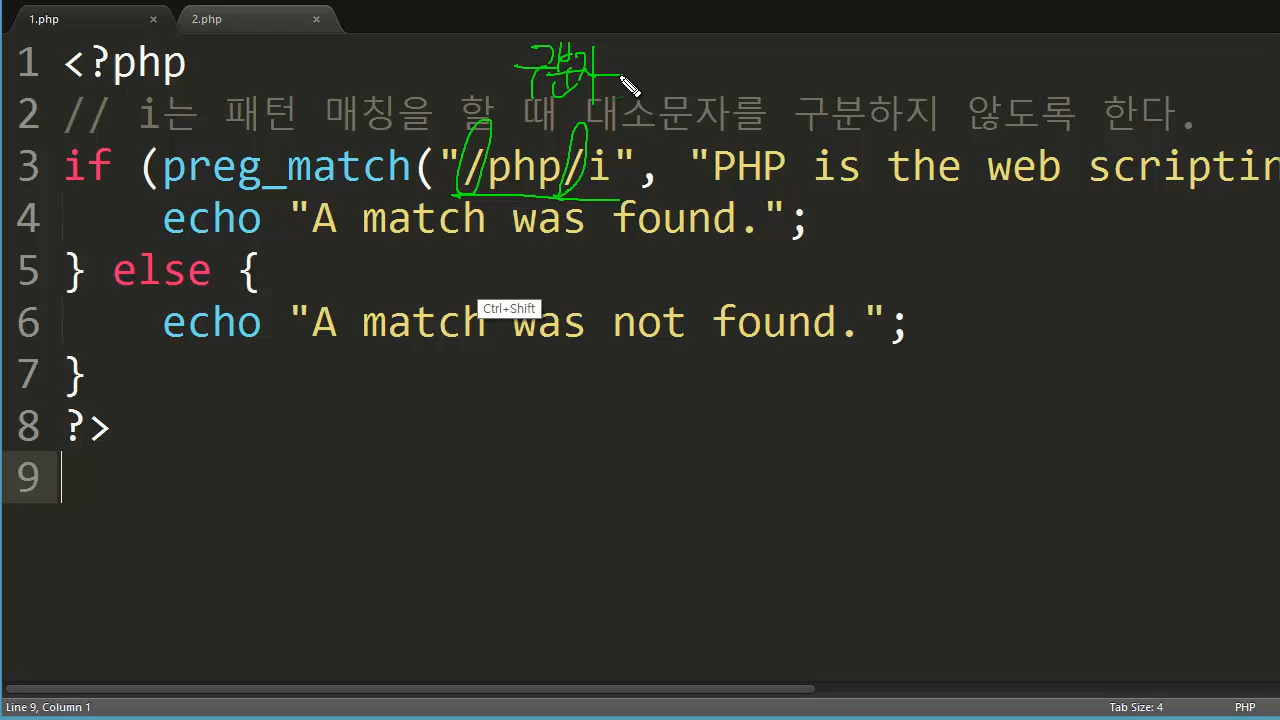 1.php × 2.php ×
1 <?php
구분자
2 // i는 패턴 매칭을 할 때 대소문자를 구분하지 않도록 한다.
3 if (preg_match("/php/i", "PHP is the web scriptin
4 echo "A match was found.";
5 } else {
Ctrl+Shift
6 echo "A match was not found.";
7 }
8 ?>
9
Line 9, Column 1 Tab Size: 4 PHP